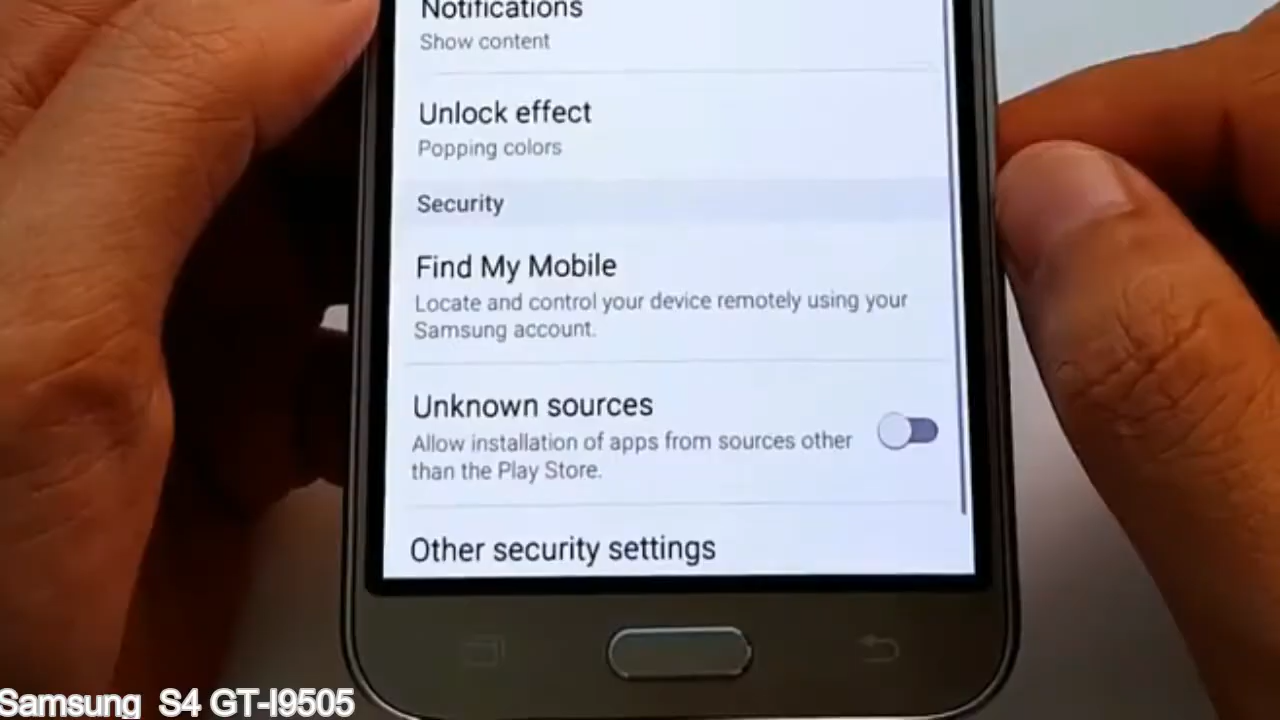 Notifications
Show content
Unlock effect
Popping colors
Security
Find My Mobile
Locate and control your device remotely using your
Samsung account.
Unknown sources
Allow installation of apps from sources other
than the Play Store.
Other security settings
Samsung S4 GT-I9505